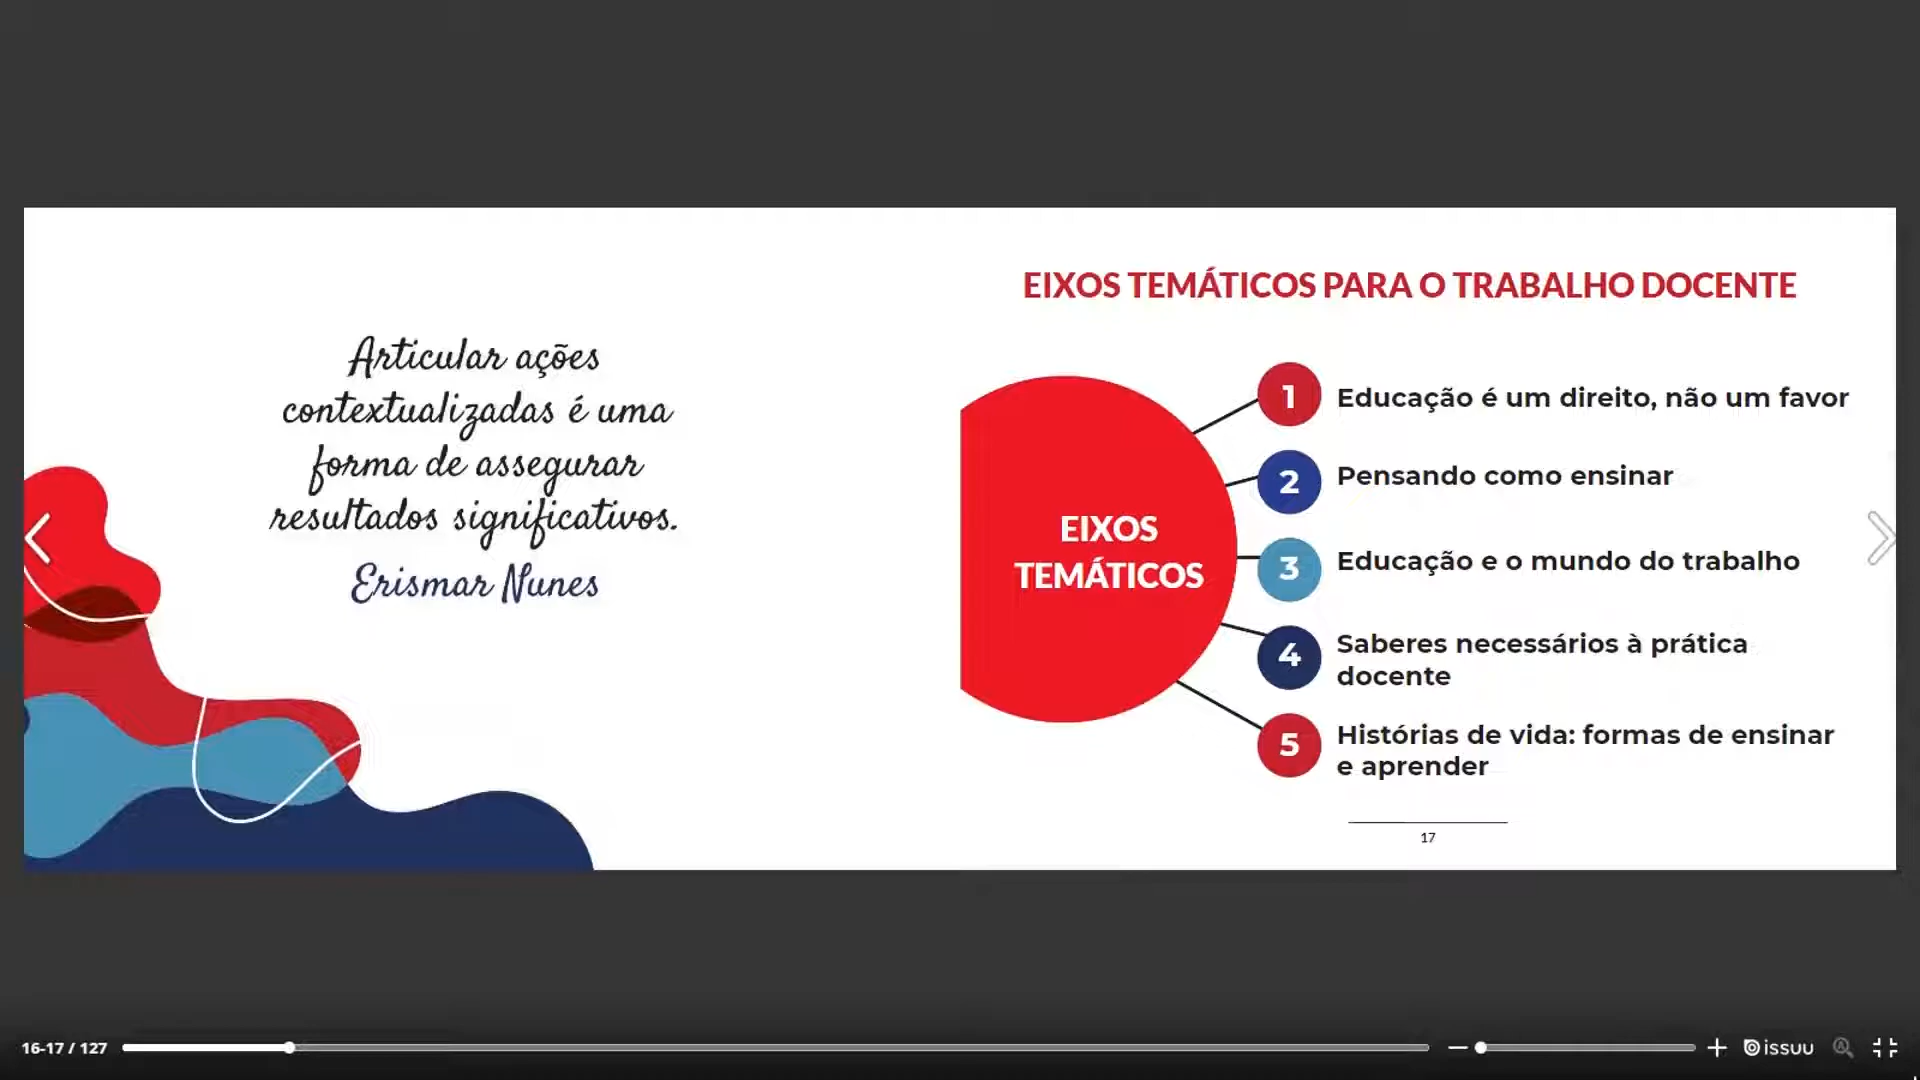 Articular ações
contextualizadas é uma
forma de assegurar
resultados significativos.
Erismar Nunes
EIXOS TEMÁTICOS PARA O TRABALHO DOCENTE
EIXOS
TEMÁTICOS
1 Educação é um direito, não um favor
2 Pensando como ensinar
3 Educação e o mundo do trabalho
4 Saberes necessários à prática
docente
5 Histórias de vida: formas de ensinar
e aprender
17
16-17 / 127
issuu